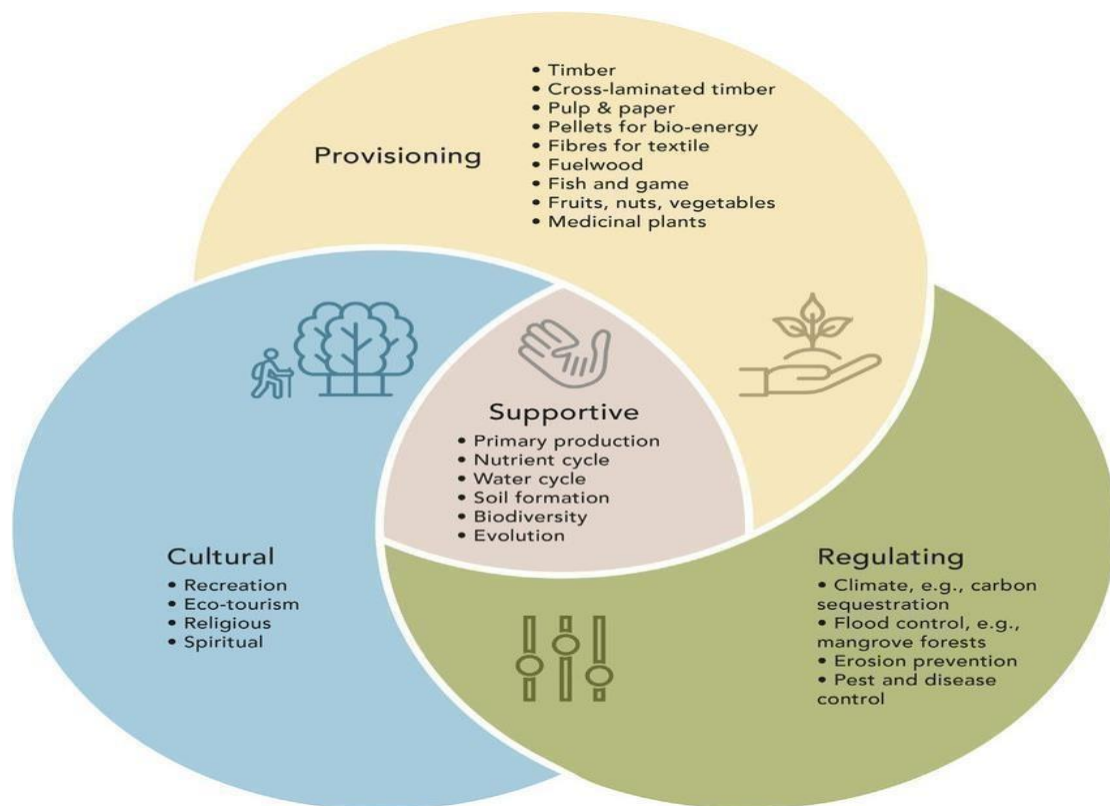 Provisioning
• Timber
• Cross-laminated timber
• Pulp & paper
• Pellets for bio-energy
• Fibres for textile
• Fuelwood
• Fish and game
• Fruits, nuts, vegetables
• Medicinal plants
Supportive
• Primary production
• Nutrient cycle
• Water cycle
• Soil formation
• Biodiversity
• Evolution
Cultural
• Recreation
• Eco-tourism
• Religious
• Spiritual
Regulating
• Climate, e.g., carbon
sequestration
• Flood control, e.g.,
mangrove forests
• Erosion prevention
• Pest and disease
control